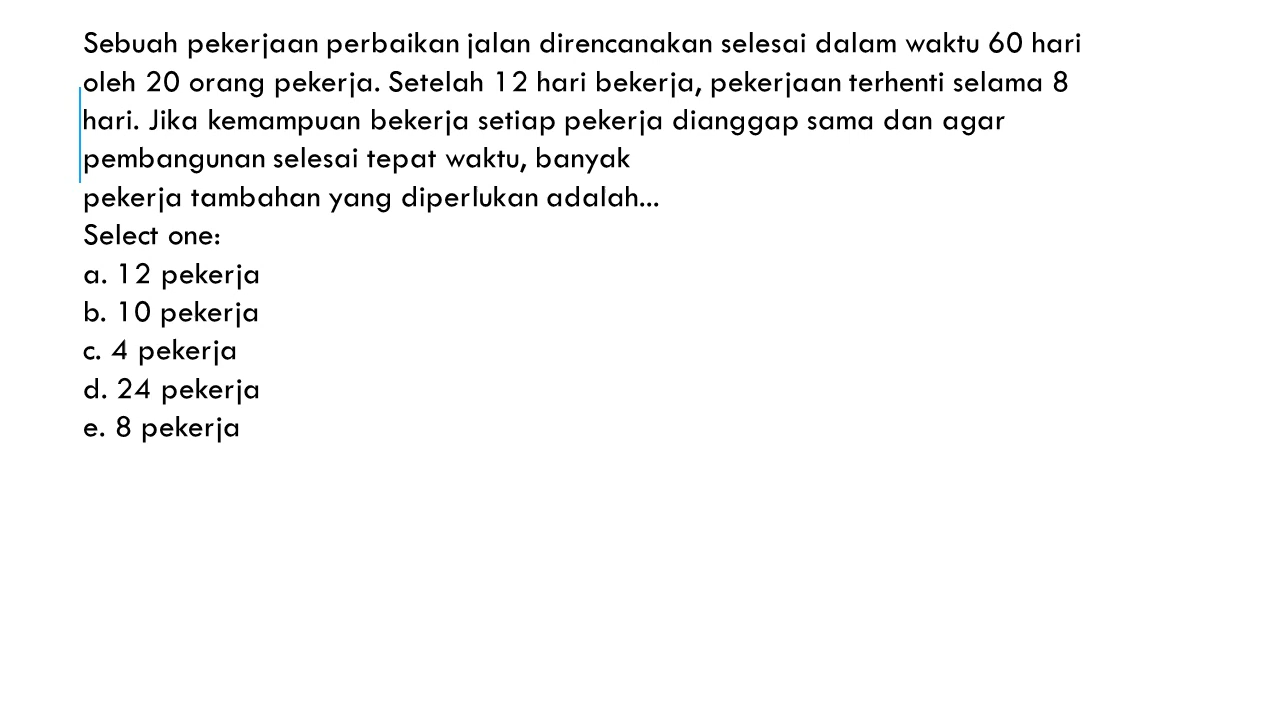 Sebuah pekerjaan perbaikan jalan direncanakan selesai dalam waktu 60 hari
oleh 20 orang pekerja. Setelah 12 hari bekerja, pekerjaan terhenti selama 8
hari. Jika kemampuan bekerja setiap pekerja dianggap sama dan agar
pembangunan selesai tepat waktu, banyak
pekerja tambahan yang diperlukan adalah...
Select one:
a. 12 pekerja
b. 10 pekerja
c. 4 pekerja
d. 24 pekerja
e. 8 pekerja